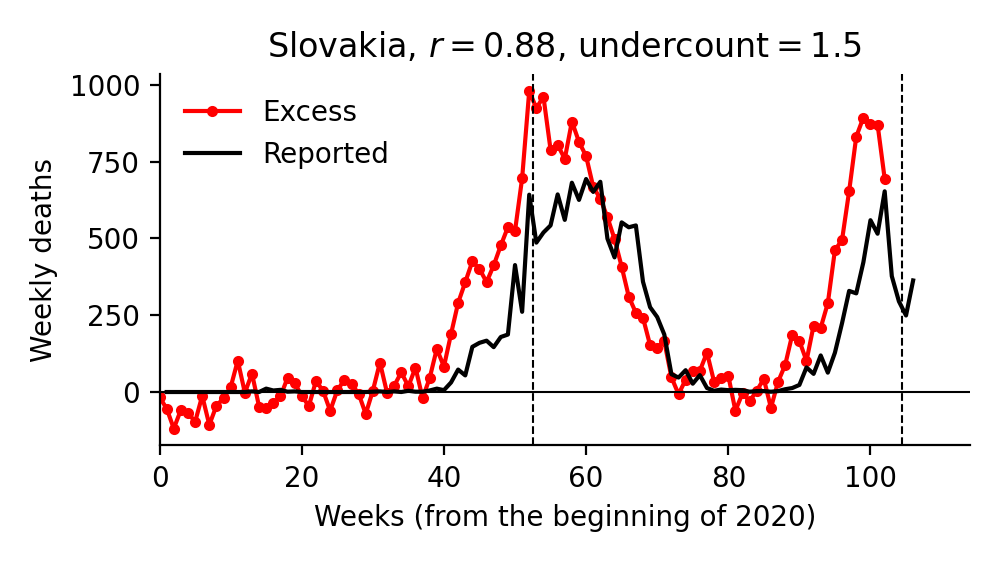 Slovakia, r = 0.88, undercount = 1.5
Excess
Reported
Weekly deaths
1000
750
500
250
0
0 20 40 60 80 100
Weeks (from the beginning of 2020)